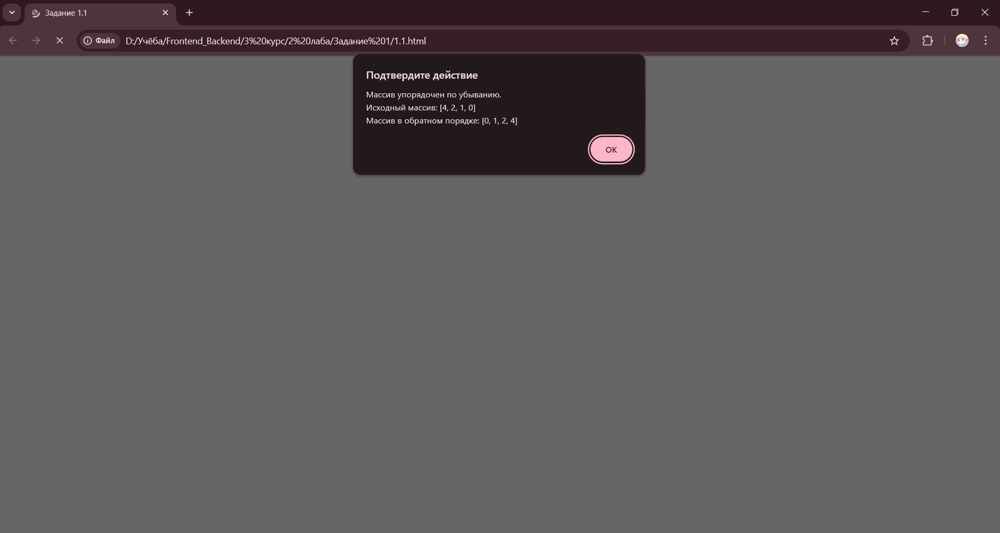 Задание 1.1
Файл
D:/Учёба/Frontend_Backend/3%20курс/2%20лаба/Задание%201/1.1.html
Подтвердите действие
Массив упорядочен по убыванию.
Исходный массив: [4, 2, 1, 0]
Массив в обратном порядке: [0, 1, 2, 4]
ОК